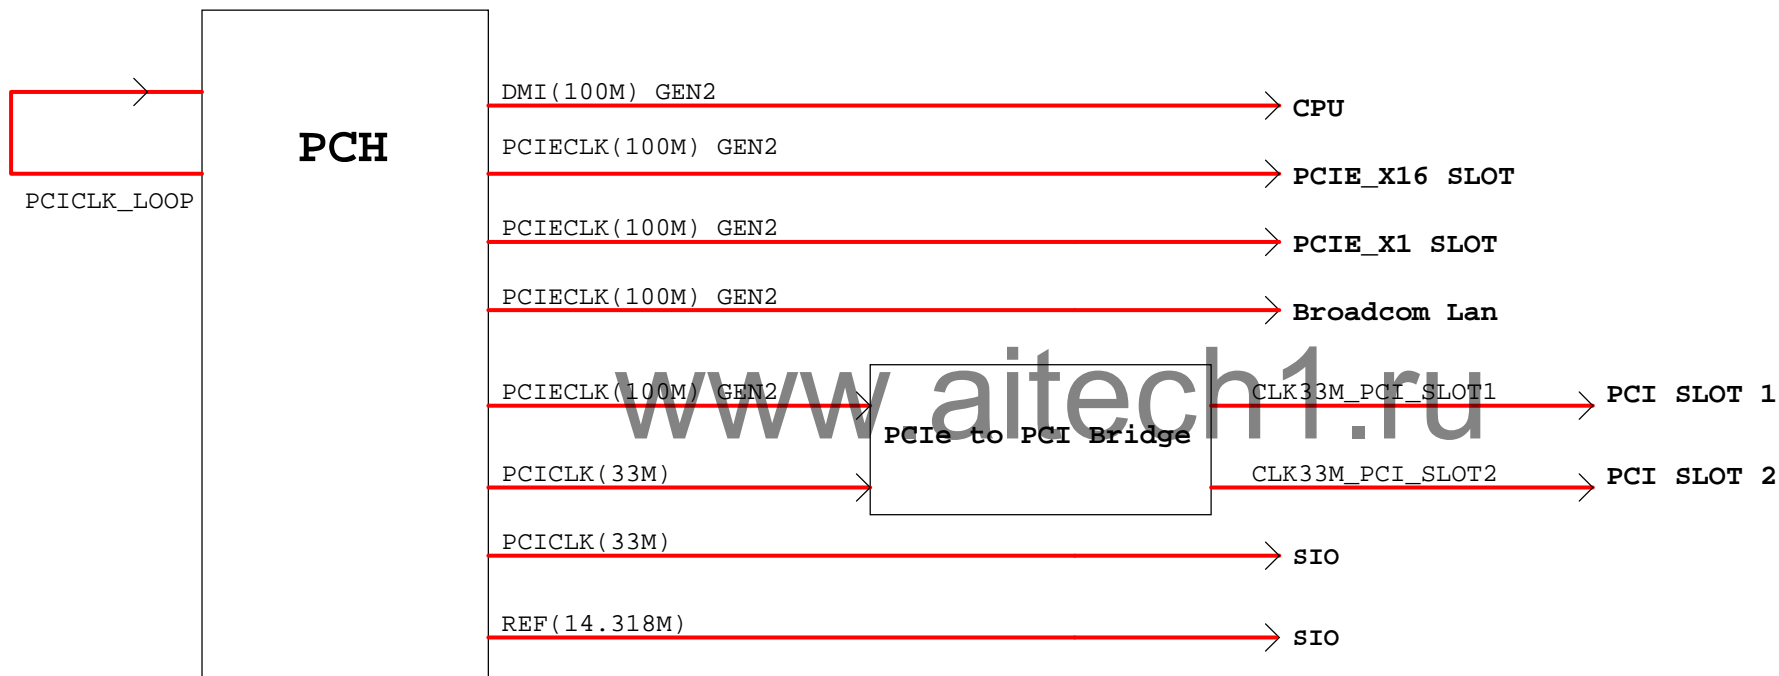 PCH
PCICLK_LOOP
DMI(100M) GEN2
CPU
PCIECLK(100M) GEN2
PCIE_X16 SLOT
PCIECLK(100M) GEN2
PCIE_X1 SLOT
PCIECLK(100M) GEN2
Broadcom Lan
PCIECLK(100M) GEN2
PCIe to PCI Bridge
CLK33M_PCI_SLOT1
PCI SLOT 1
PCICLK(33M)
CLK33M_PCI_SLOT2
PCI SLOT 2
PCICLK(33M)
SIO
REF(14.318M)
SIO
www.aitech1.ru